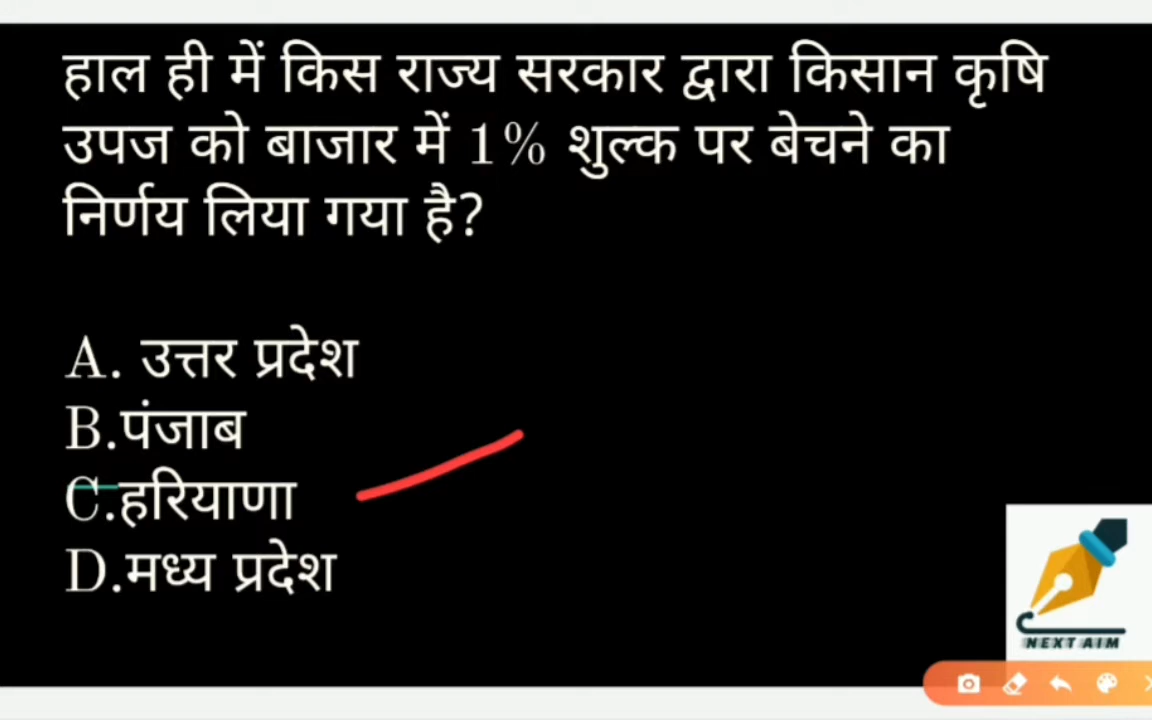 हाल ही में किस राज्य सरकार द्वारा किसान कृषि
उपज को बाजार में 1% शुल्क पर बेचने का
निर्णय लिया गया है?
A. उत्तर प्रदेश
B.पंजाब
C.हरियाणा
D.मध्य प्रदेश
NEXT AIM